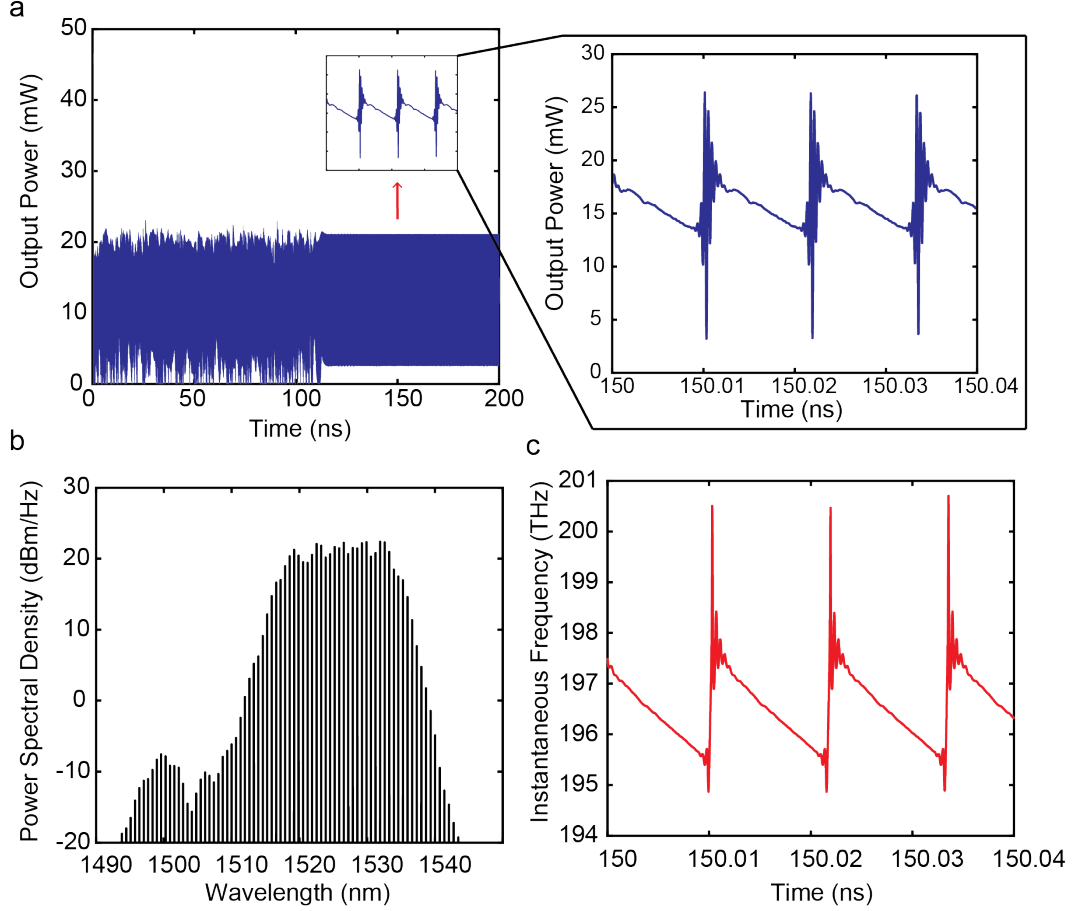 a
50
40
30
20
10
0
Output Power (mW)
0 50 100 150 200
Time (ns)
30
25
20
15
10
5
0
Output Power (mW)
150 150.01 150.02 150.03 150.04
Time (ns)
b
30
20
10
0
-10
-20
Power Spectral Density (dBm/Hz)
1490 1500 1510 1520 1530 1540
Wavelength (nm)
c
201
200
199
198
197
196
195
194
Instantaneous Frequency (THz)
150 150.01 150.02 150.03 150.04
Time (ns)